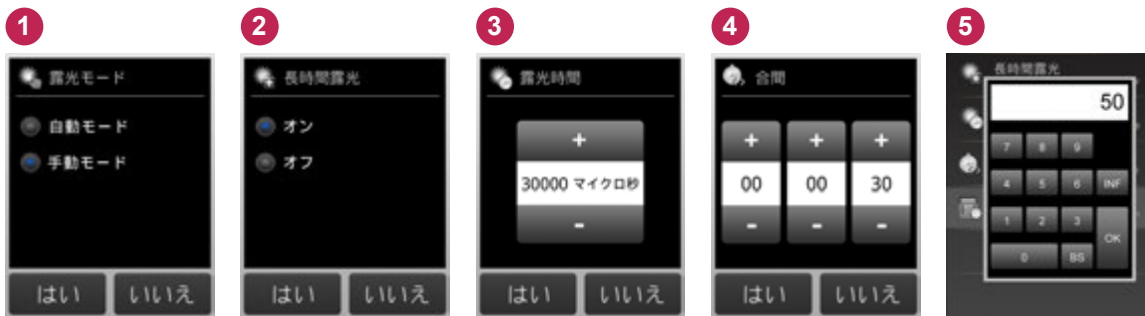 1
露光モード
自動モード
手動モード
はい いいえ
2
長時間露光
オン
オフ
はい いいえ
3
露光時間
+
30000 マイクロ秒
-
はい いいえ
4
合間
+ + +
00 00 30
- - -
はい いいえ
5
長時間露光
50
7 8 9
4 5 6 INF
1 2 3
OK
0 BS